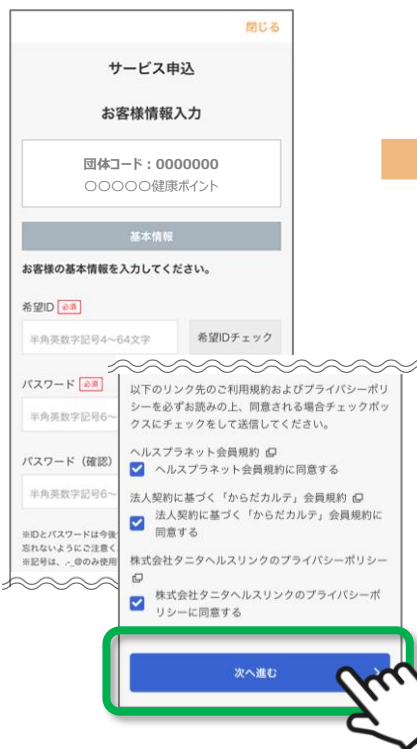 閉じる
サービス申込
お客様情報入力
団体コード：0000000
〇〇〇〇〇健康ポイント
基本情報
お客様の基本情報を入力してください。
希望ID 必須
半角英数字記号4〜64文字
希望IDチェック
パスワード 必須
半角英数字記号6〜
パスワード（確認）
半角英数字記号6〜
※IDとパスワードは今後
忘れないようにご注意く
※記号は、.-_@のみ使用
以下のリンク先のご利用規約およびプライバシーポリ
シーを必ずお読みの上、同意される場合チェックボッ
クスにチェックをして送信してください。
ヘルスプラネット会員規約
ヘルスプラネット会員規約に同意する
法人契約に基づく「からだカルテ」会員規約
法人契約に基づく「からだカルテ」会員規約に
同意する
株式会社タニタヘルスリンクのプライバシーポリシー
株式会社タニタヘルスリンクのプライバシーポ
リシーに同意する
次へ進む